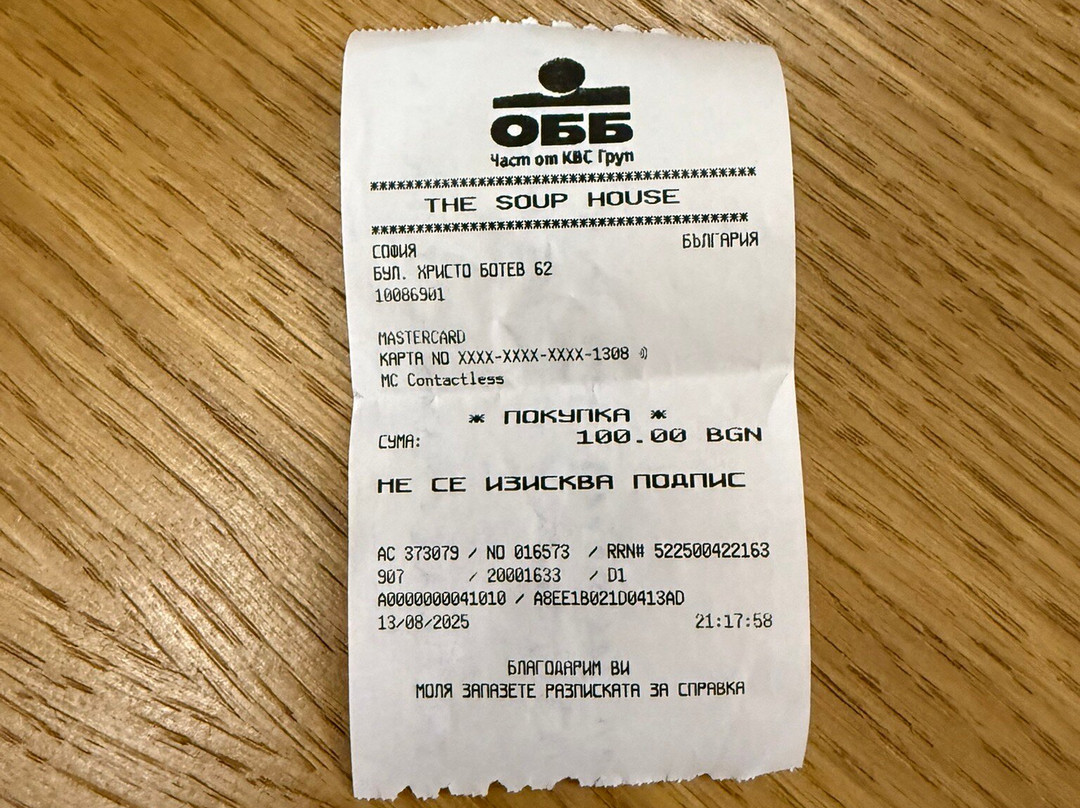 ОББ
Част от KBC Груп
******************************************
THE SOUP HOUSE
******************************************
СОФИЯ БЪЛГАРИЯ
БУЛ. ХРИСТО БОТЕВ 62
10086901
MASTERCARD
КАРТА NO XXXX-XXXX-XXXX-1308
MC Contactless
* ПОКУПКА *
СУМА: 100.00 BGN
НЕ СЕ ИЗИСКВА ПОДПИС
AC 373079 / NO 016573 / RRN# 522500422163
907 / 20001633 / D1
A0000000041010 / A8EE1B021D0413AD
13/08/2025 21:17:58
БЛАГОДАРИМ ВИ
МОЛЯ ЗАПАЗЕТЕ РАЗПИСКАТА ЗА СПРАВКА